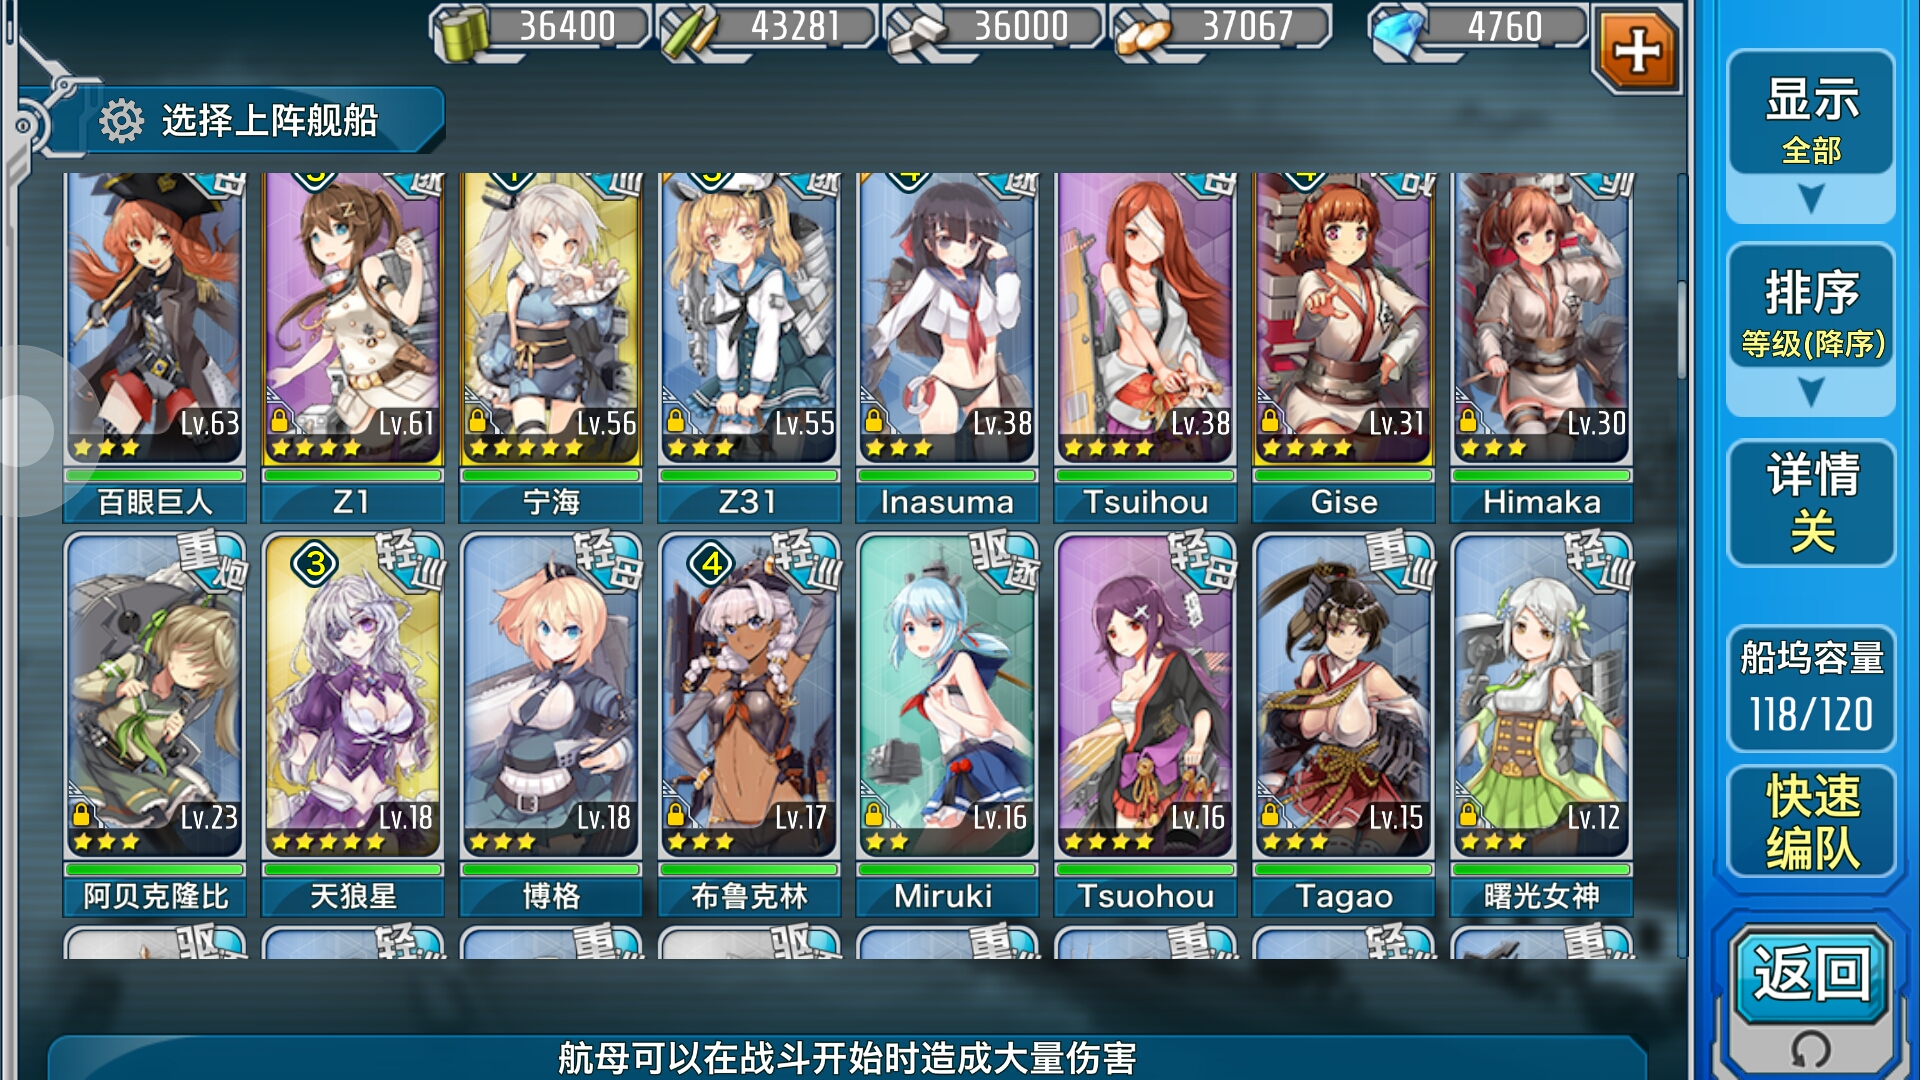 36400 43281 36000 37067 4760
选择上阵舰船
Lv.63 Lv.61 Lv.56 Lv.55 Lv.38 Lv.38 Lv.31 Lv.30
百眼巨人 Z1 宁海 Z31 Inasuma Tsuihou Gise Himaka
重炮 3 轻巡 轻母 4 轻巡 驱逐 轻母 重巡 轻巡
Lv.23 Lv.18 Lv.18 Lv.17 Lv.16 Lv.16 Lv.15 Lv.12
阿贝克隆比 天狼星 博格 布鲁克林 Miruki Tsuohou Tagao 曙光女神
驱 轻 重 驱 重 重 轻 重
航母可以在战斗开始时造成大量伤害
显示
全部
排序
等级(降序)
详情
关
船坞容量
118/120
快速
编队
返回